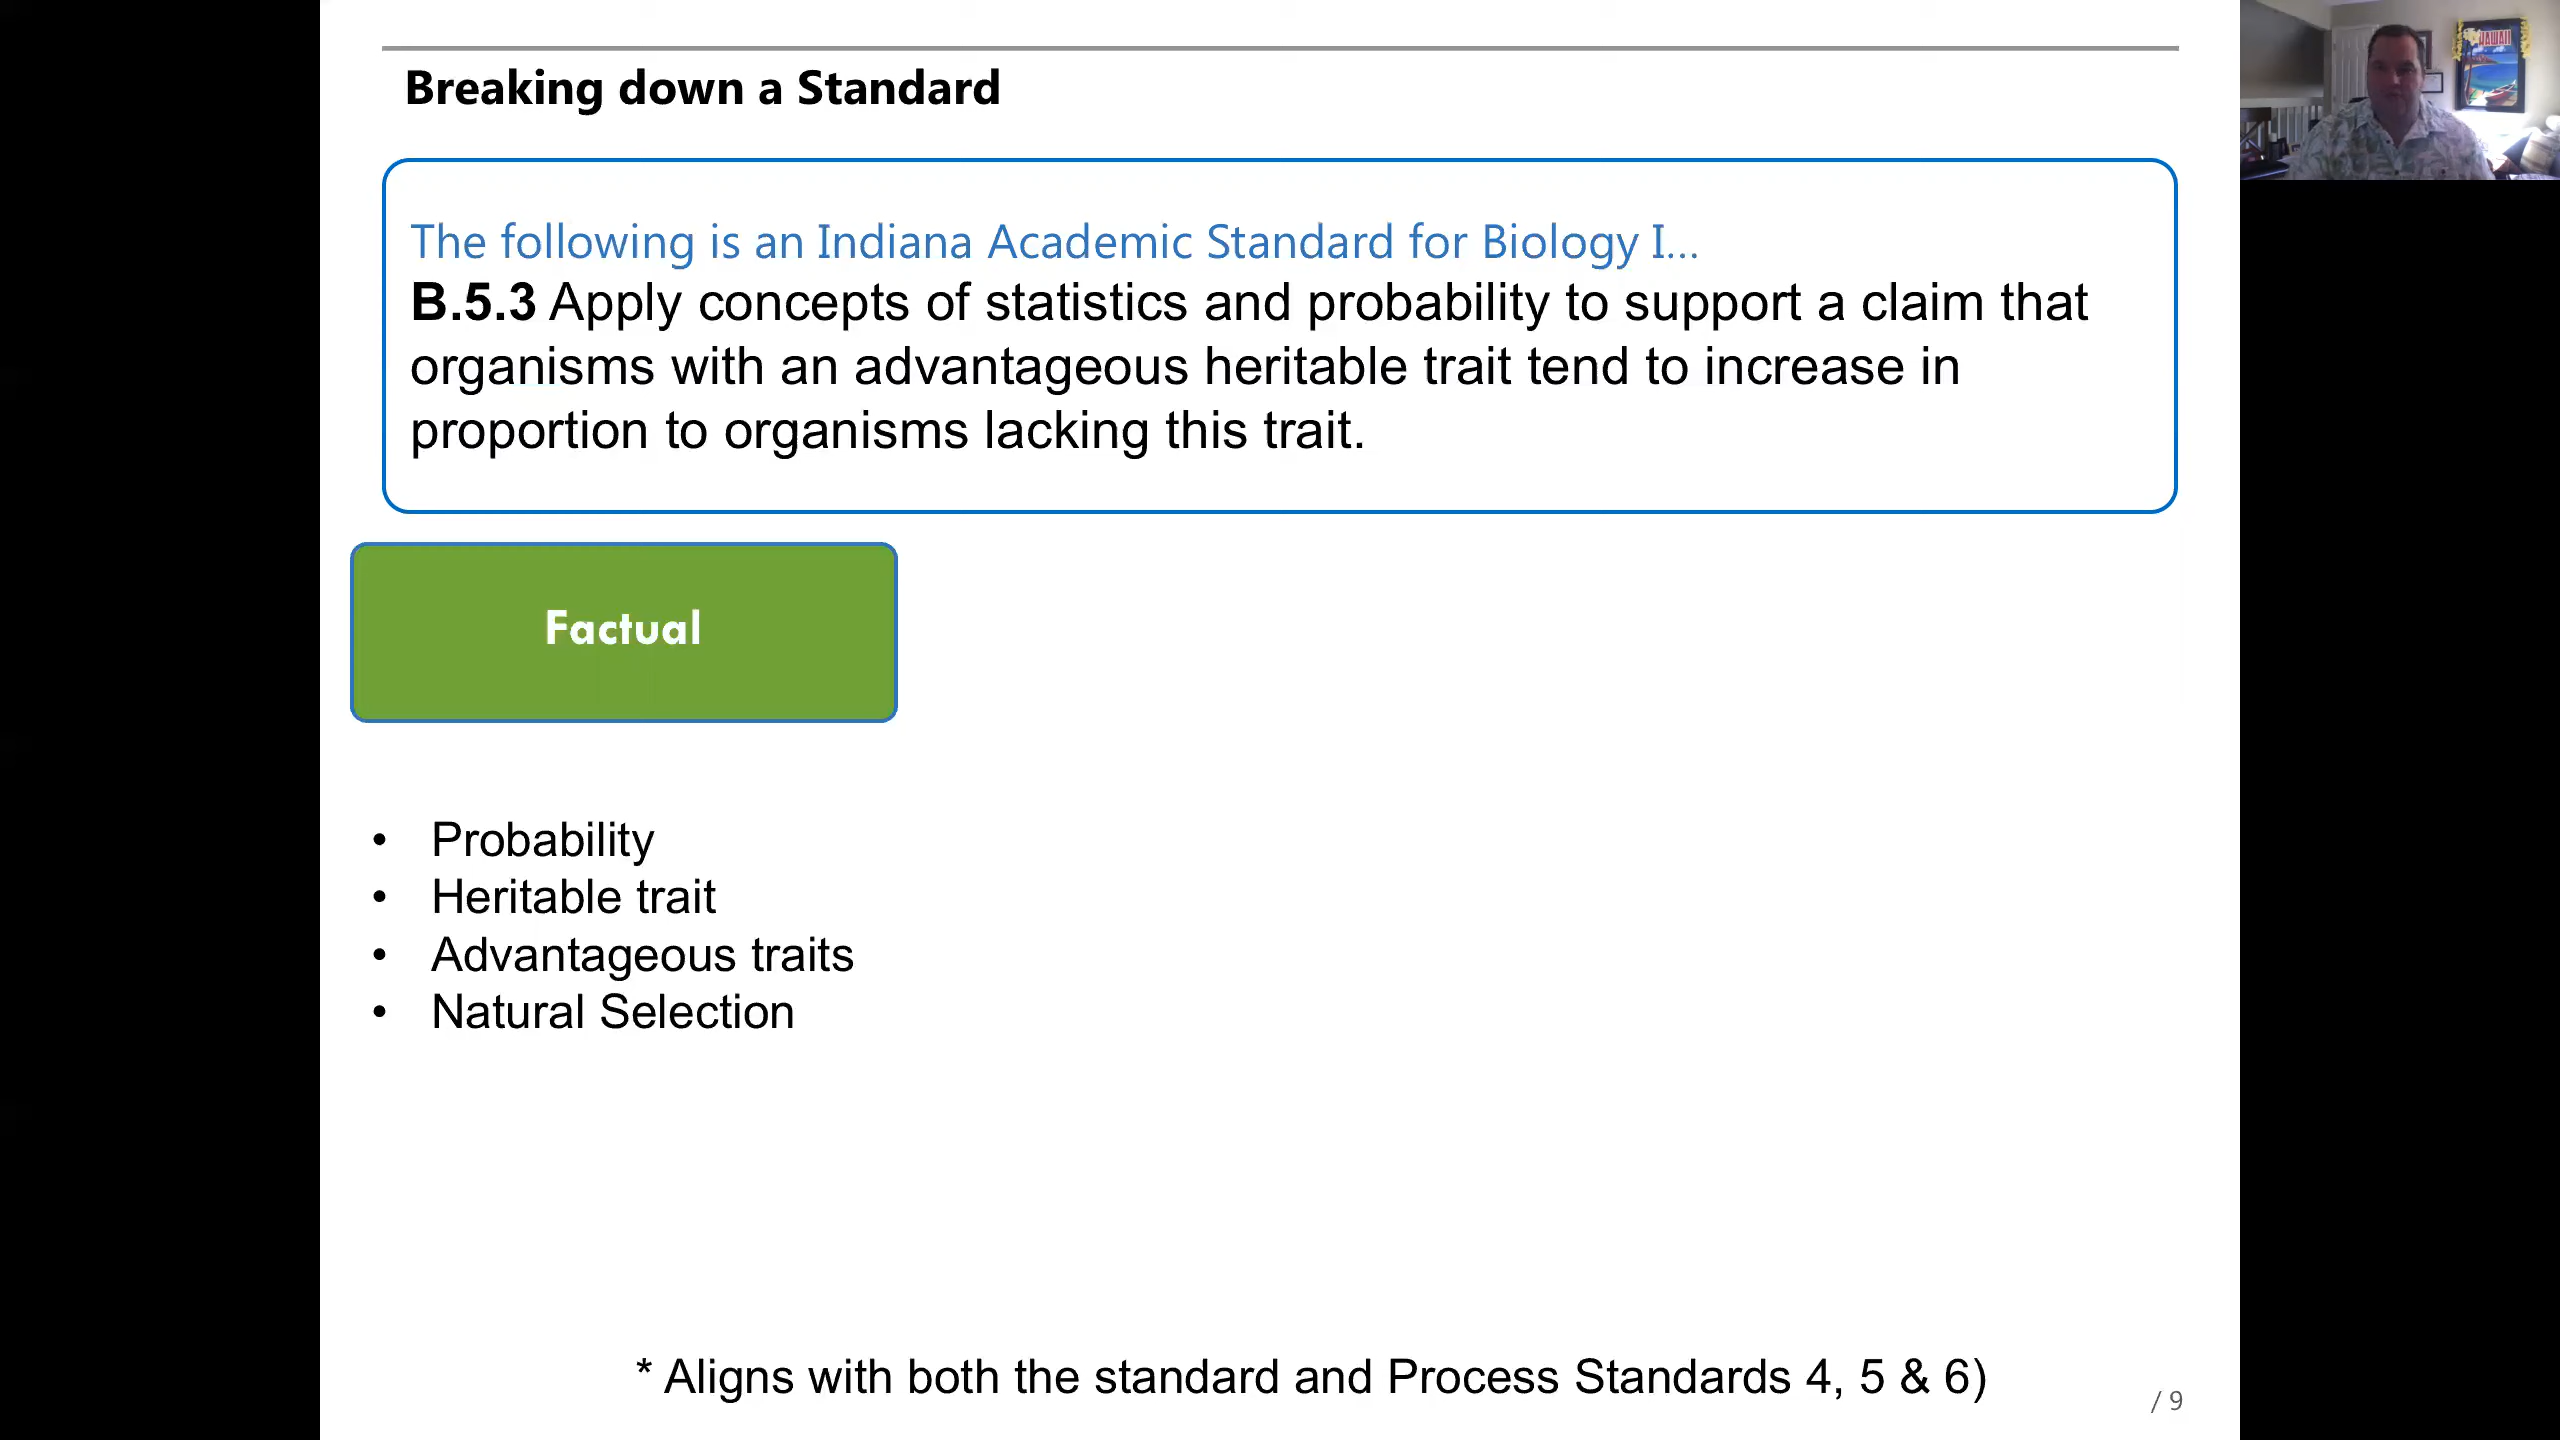 Breaking down a Standard
HAWAII
The following is an Indiana Academic Standard for Biology I...
B.5.3 Apply concepts of statistics and probability to support a claim that
organisms with an advantageous heritable trait tend to increase in
proportion to organisms lacking this trait.
Factual
• Probability
• Heritable trait
• Advantageous traits
• Natural Selection
* Aligns with both the standard and Process Standards 4, 5 & 6)
/ 9